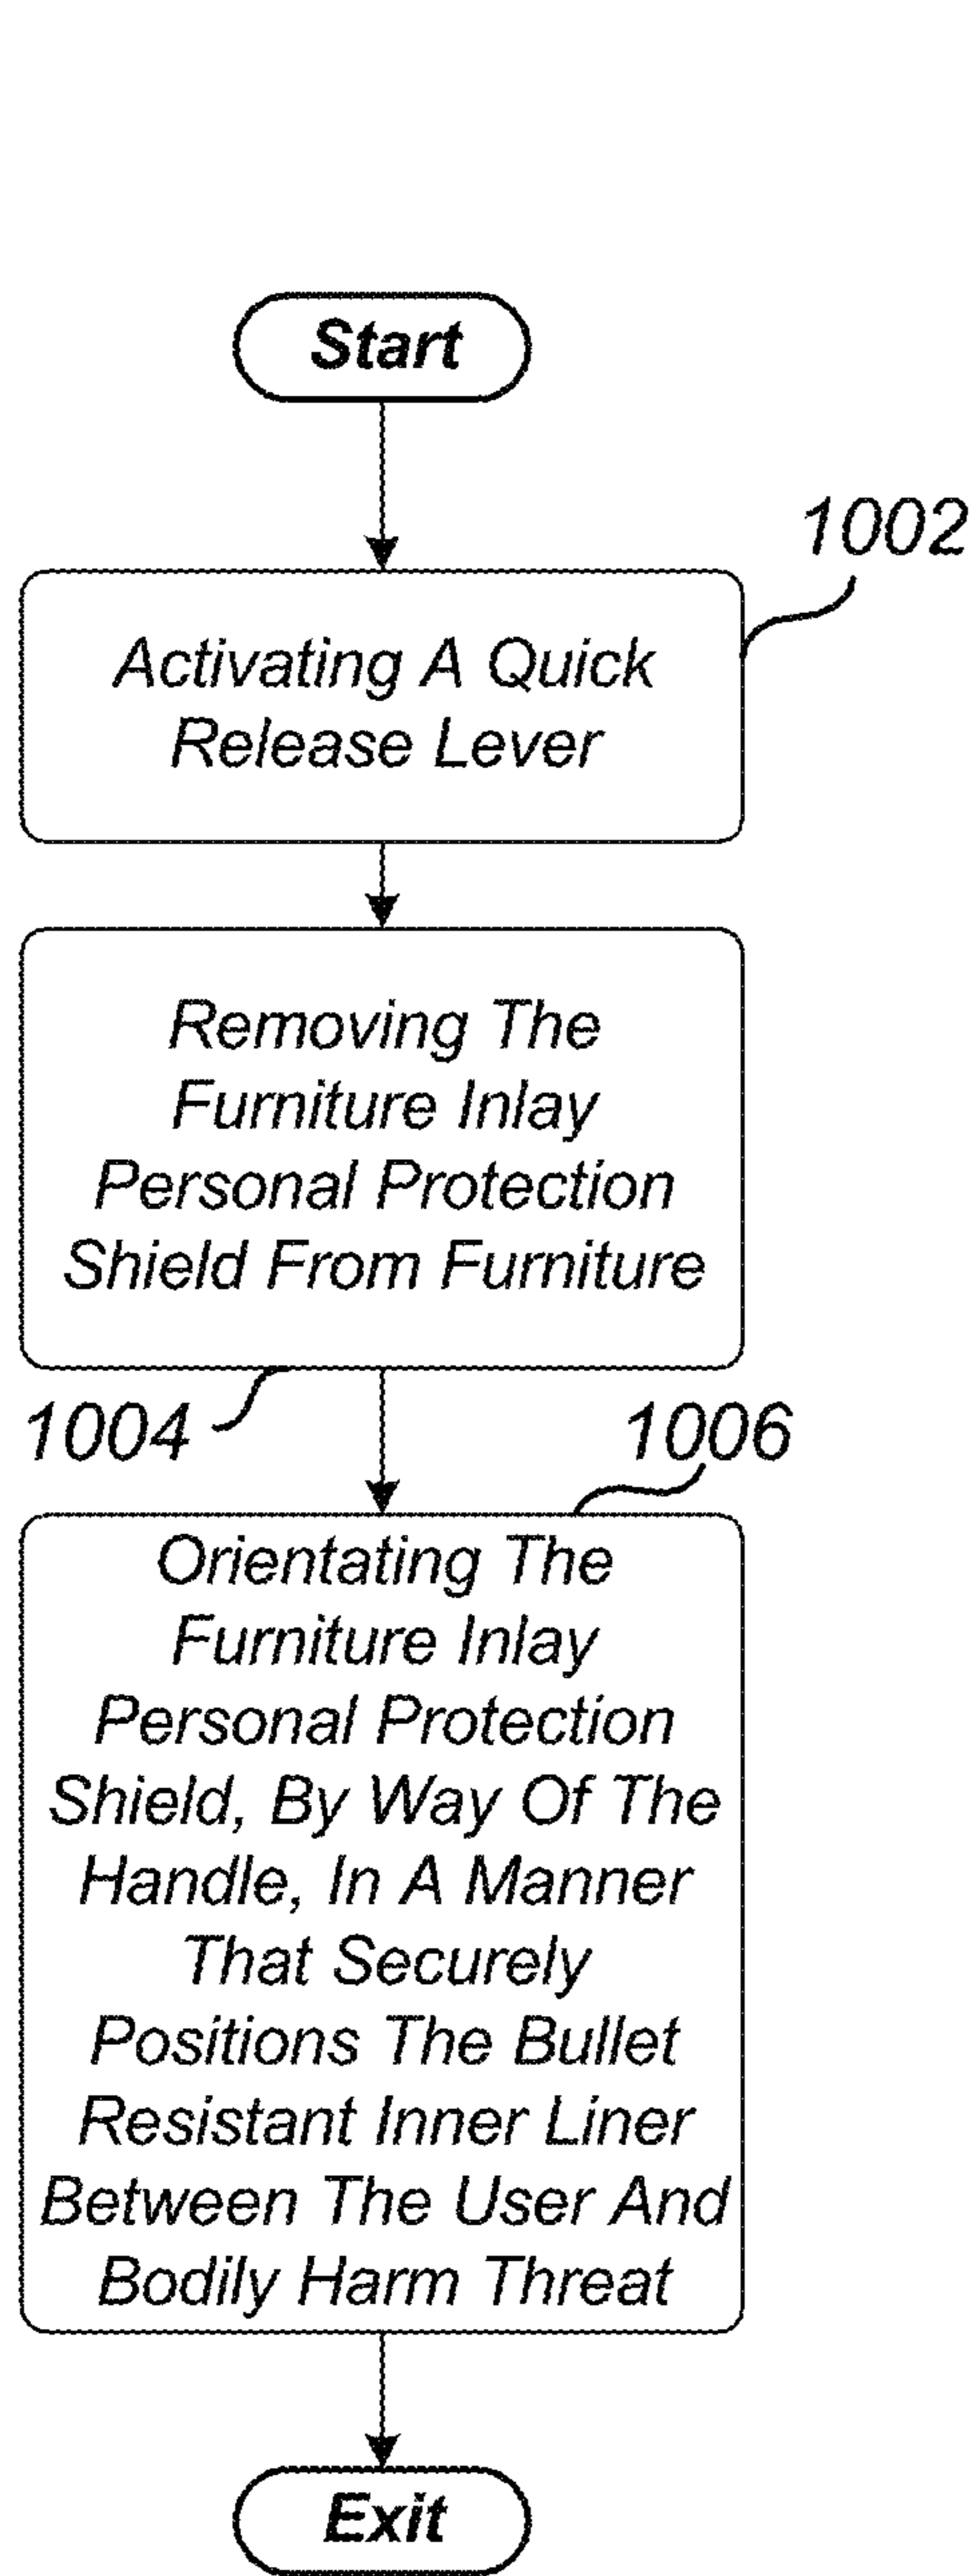 Start
1002
Activating A Quick
Release Lever
Removing The
Furniture Inlay
Personal Protection
Shield From Furniture
1004
1006
Orientating The
Furniture Inlay
Personal Protection
Shield, By Way Of The
Handle, In A Manner
That Securely
Positions The Bullet
Resistant Inner Liner
Between The User And
Bodily Harm Threat
Exit